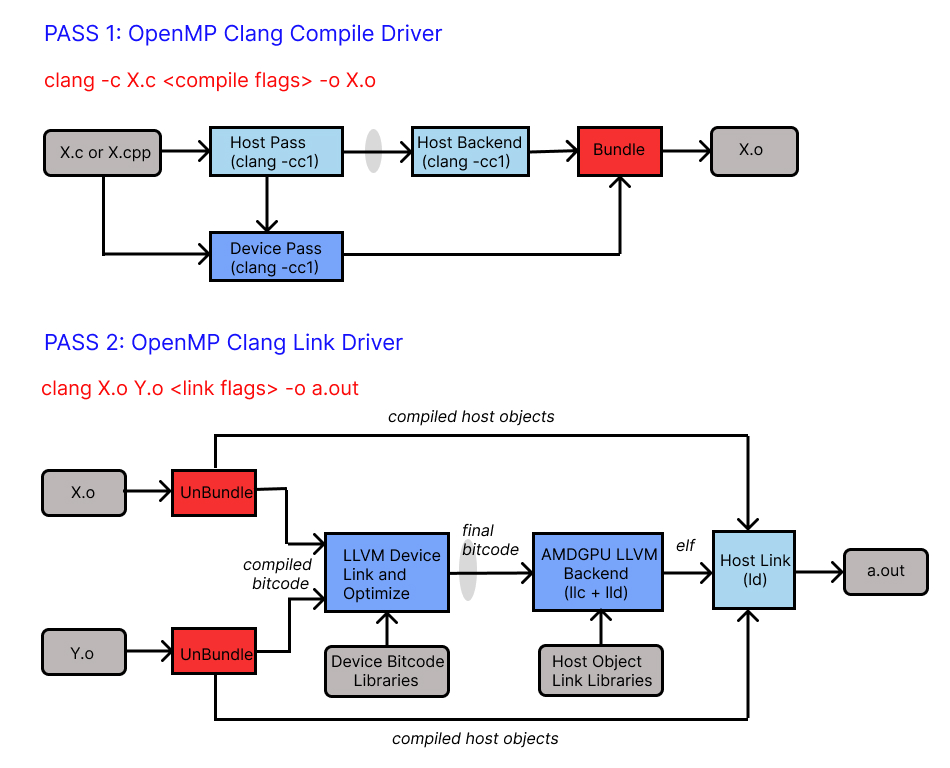 PASS 1: OpenMP Clang Compile Driver
clang -c X.c <compile flags> -o X.o
X.c or X.cpp
Host Pass
(clang -cc1)
Host Backend
(clang -cc1)
Bundle
X.o
Device Pass
(clang -cc1)
PASS 2: OpenMP Clang Link Driver
clang X.o Y.o <link flags> -o a.out
compiled host objects
X.o
UnBundle
compiled
bitcode
LLVM Device
Link and
Optimize
final
bitcode
AMDGPU LLVM
Backend
(llc + lld)
elf
Host Link
(ld)
a.out
Y.o
UnBundle
Device Bitcode
Libraries
Host Object
Link Libraries
compiled host objects